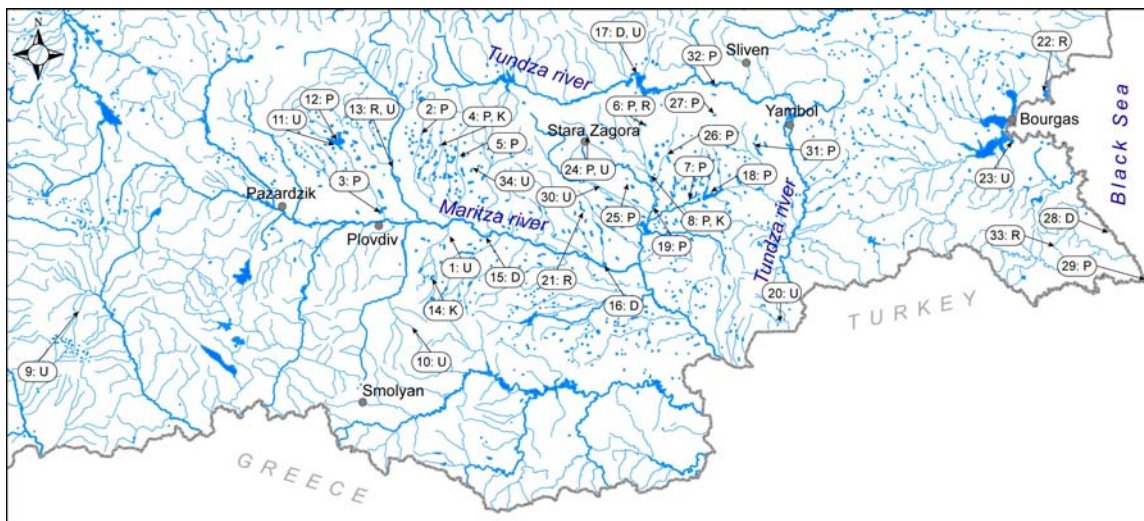 N
17: D, U
Sliven
22: R
Tundza river
32: P
Black Sea
12: P
13: R, U
2: P
6: P, R
27: P
Yambol
Bourgas
11: U
4: P, K
Stara Zagora
26: P
5: P
31: P
3: P
34: U
24: P, U
7: P
18: P
23: U
Pazardzik
30: U
Maritza river
25: P
8: P, K
28: D
Plovdiv
19: P
Tundza river
33: R
1: U
15: D
21: R
29: P
14: K
16: D
20: U
TURKEY
9: U
10: U
Smolyan
GREECE